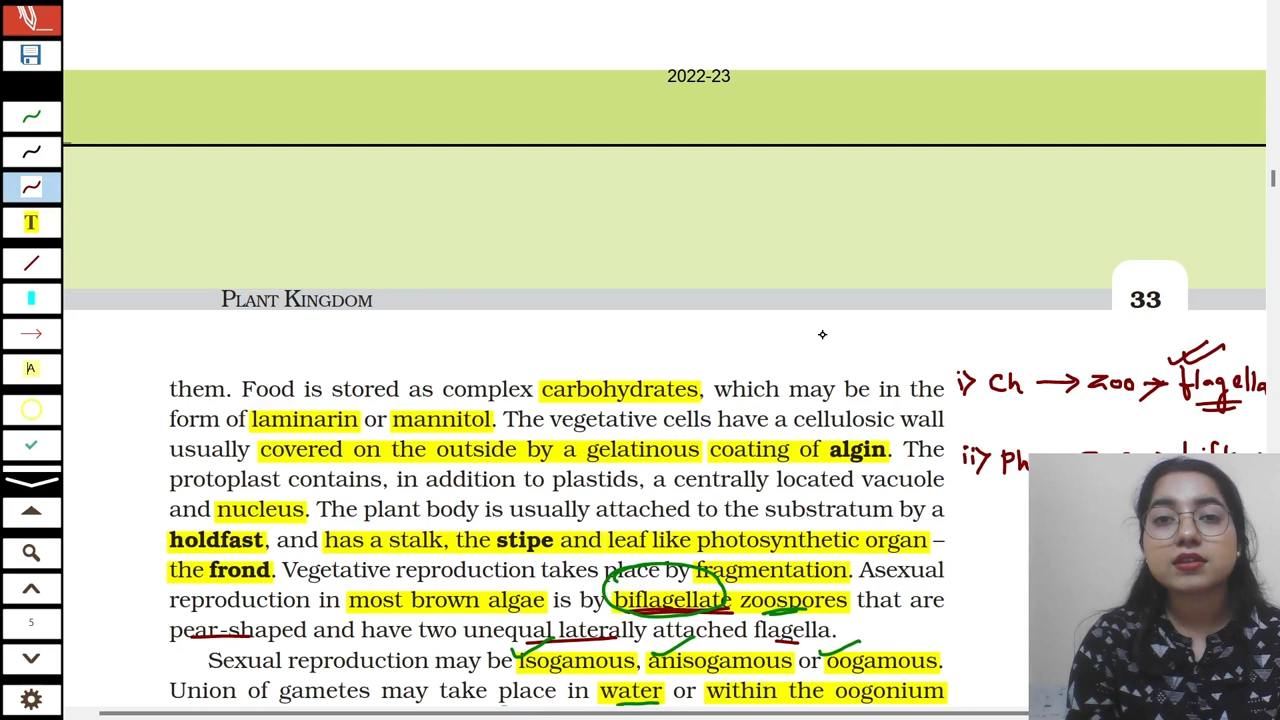 2022-23
PLANT KINGDOM
33
them. Food is stored as complex carbohydrates, which may be in the
form of laminarin or mannitol. The vegetative cells have a cellulosic wall
usually covered on the outside by a gelatinous coating of algin. The
protoplast contains, in addition to plastids, a centrally located vacuole
and nucleus. The plant body is usually attached to the substratum by a
holdfast, and has a stalk, the stipe and leaf like photosynthetic organ –
the frond. Vegetative reproduction takes place by fragmentation. Asexual
reproduction in most brown algae is by biflagellate zoospores that are
pear-shaped and have two unequal laterally attached flagella.
Sexual reproduction may be isogamous, anisogamous or oogamous.
Union of gametes may take place in water or within the oogonium
i) Ch → Zoo → flagella
ii) Ph
T
A
5